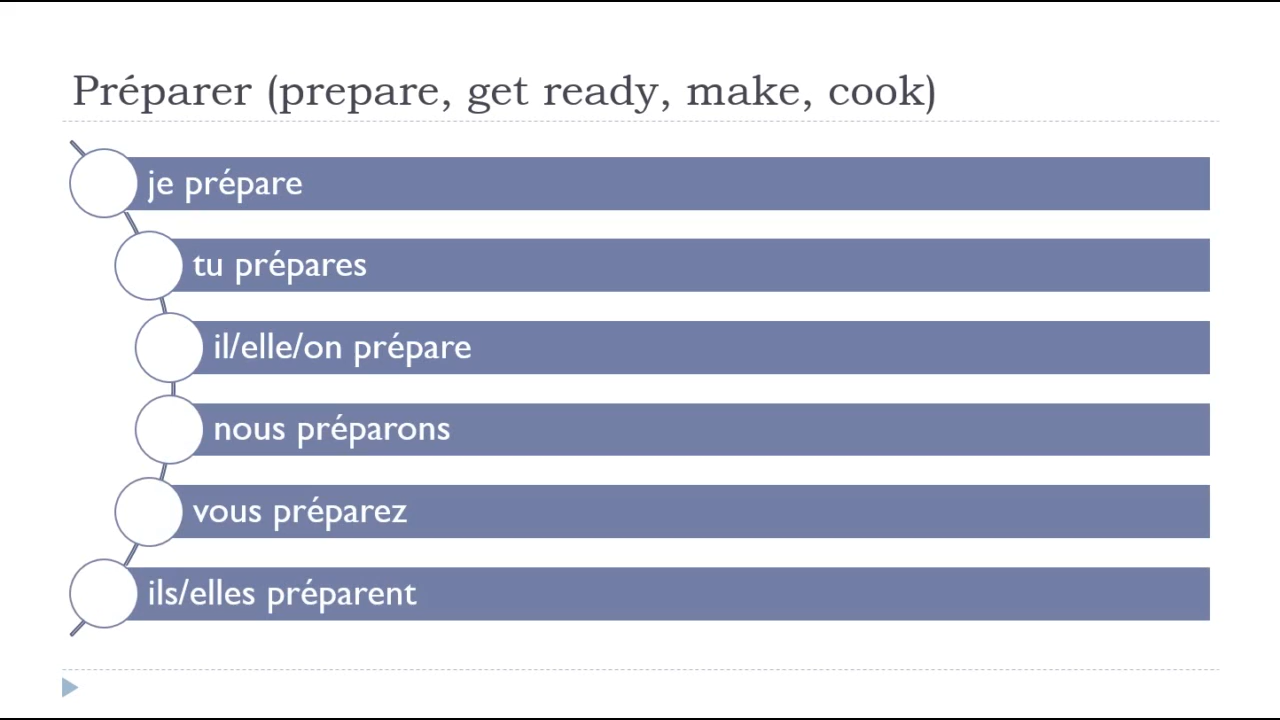 Préparer (prepare, get ready, make, cook)
je prépare
tu prépares
il/elle/on prépare
nous préparons
vous préparez
ils/elles préparent